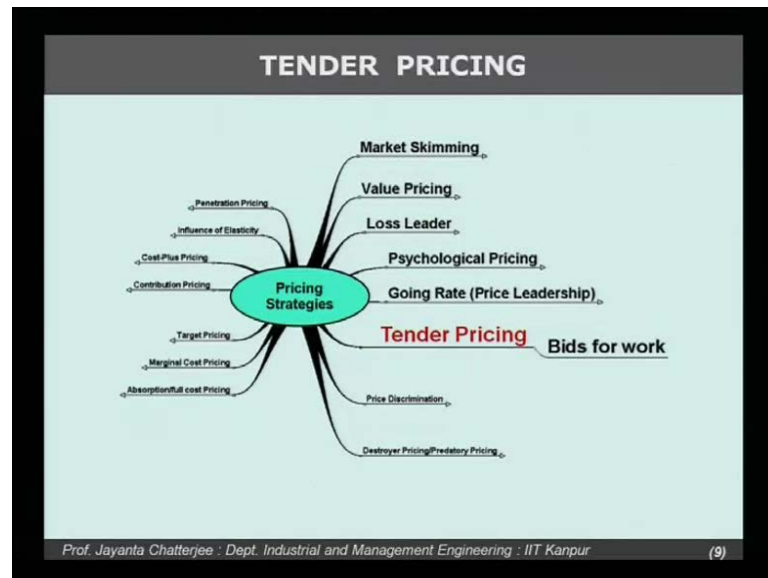 TENDER PRICING
Market Skimming
Value Pricing
Loss Leader
Psychological Pricing
Going Rate (Price Leadership)
Tender Pricing
Bids for work
Price Discrimination
Destroyer Pricing/Predatory Pricing
Penetration Pricing
Influence of Elasticity
Cost-Plus Pricing
Contribution Pricing
Target Pricing
Marginal Cost Pricing
Absorption/full cost Pricing
Pricing
Strategies
Prof. Jayanta Chatterjee : Dept. Industrial and Management Engineering : IIT Kanpur
(9)